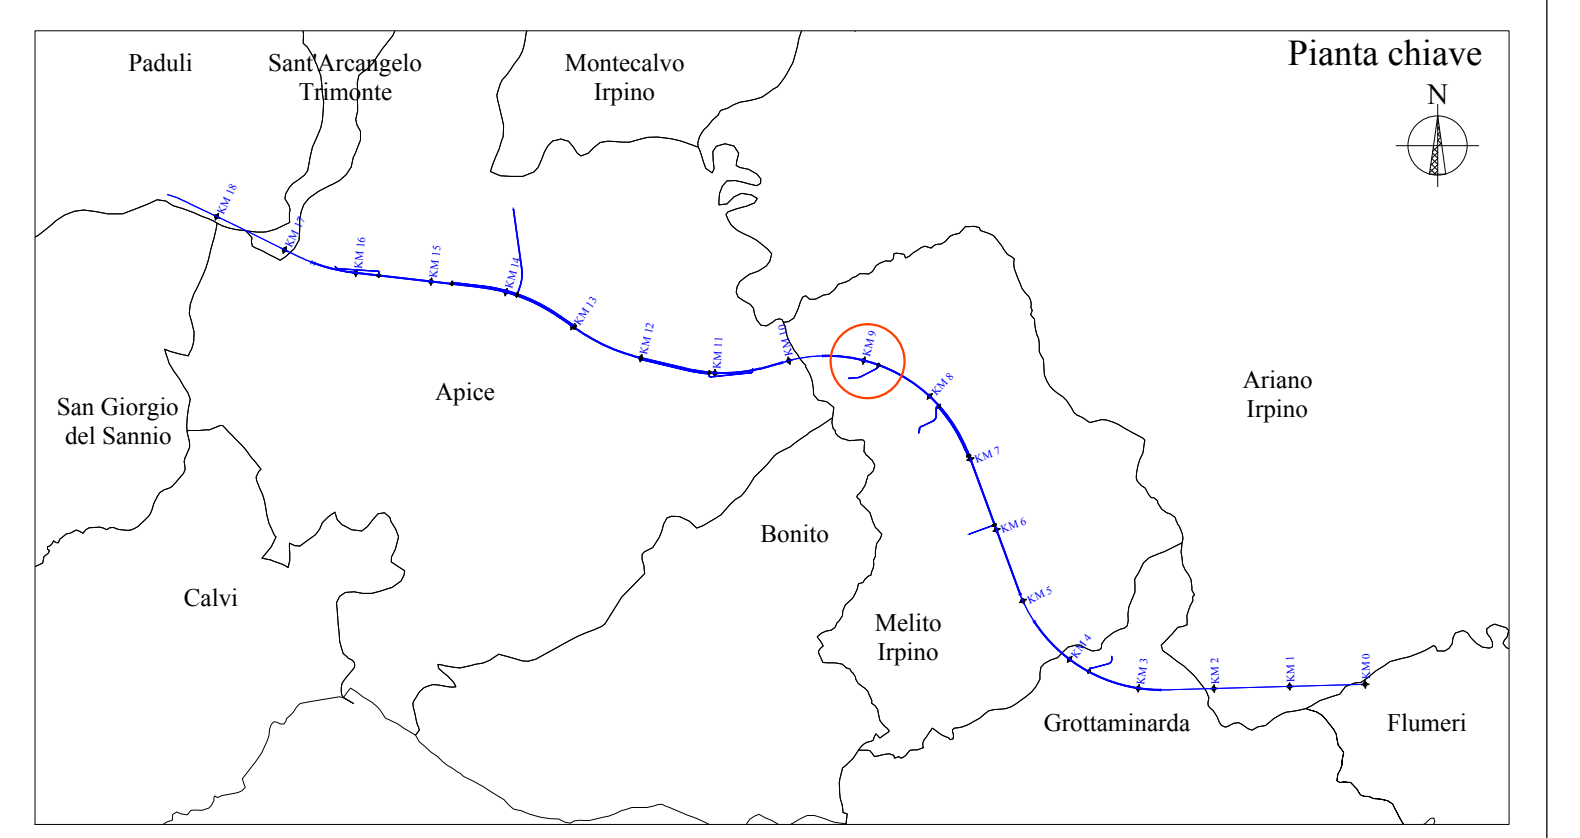 Pianta chiave
N
Paduli
Sant'Arcangelo
Trimonte
Montecalvo
Irpino
KM 18
KM 17
KM 16
KM 15
KM 14
KM 13
KM 12
KM 11
KM 10
KM 9
KM 8
KM 7
KM 6
KM 5
KM 4
KM 3
KM 2
KM 1
KM 0
Apice
Ariano
Irpino
San Giorgio
del Sannio
Bonito
Calvi
Melito
Irpino
Grottaminarda
Flumeri